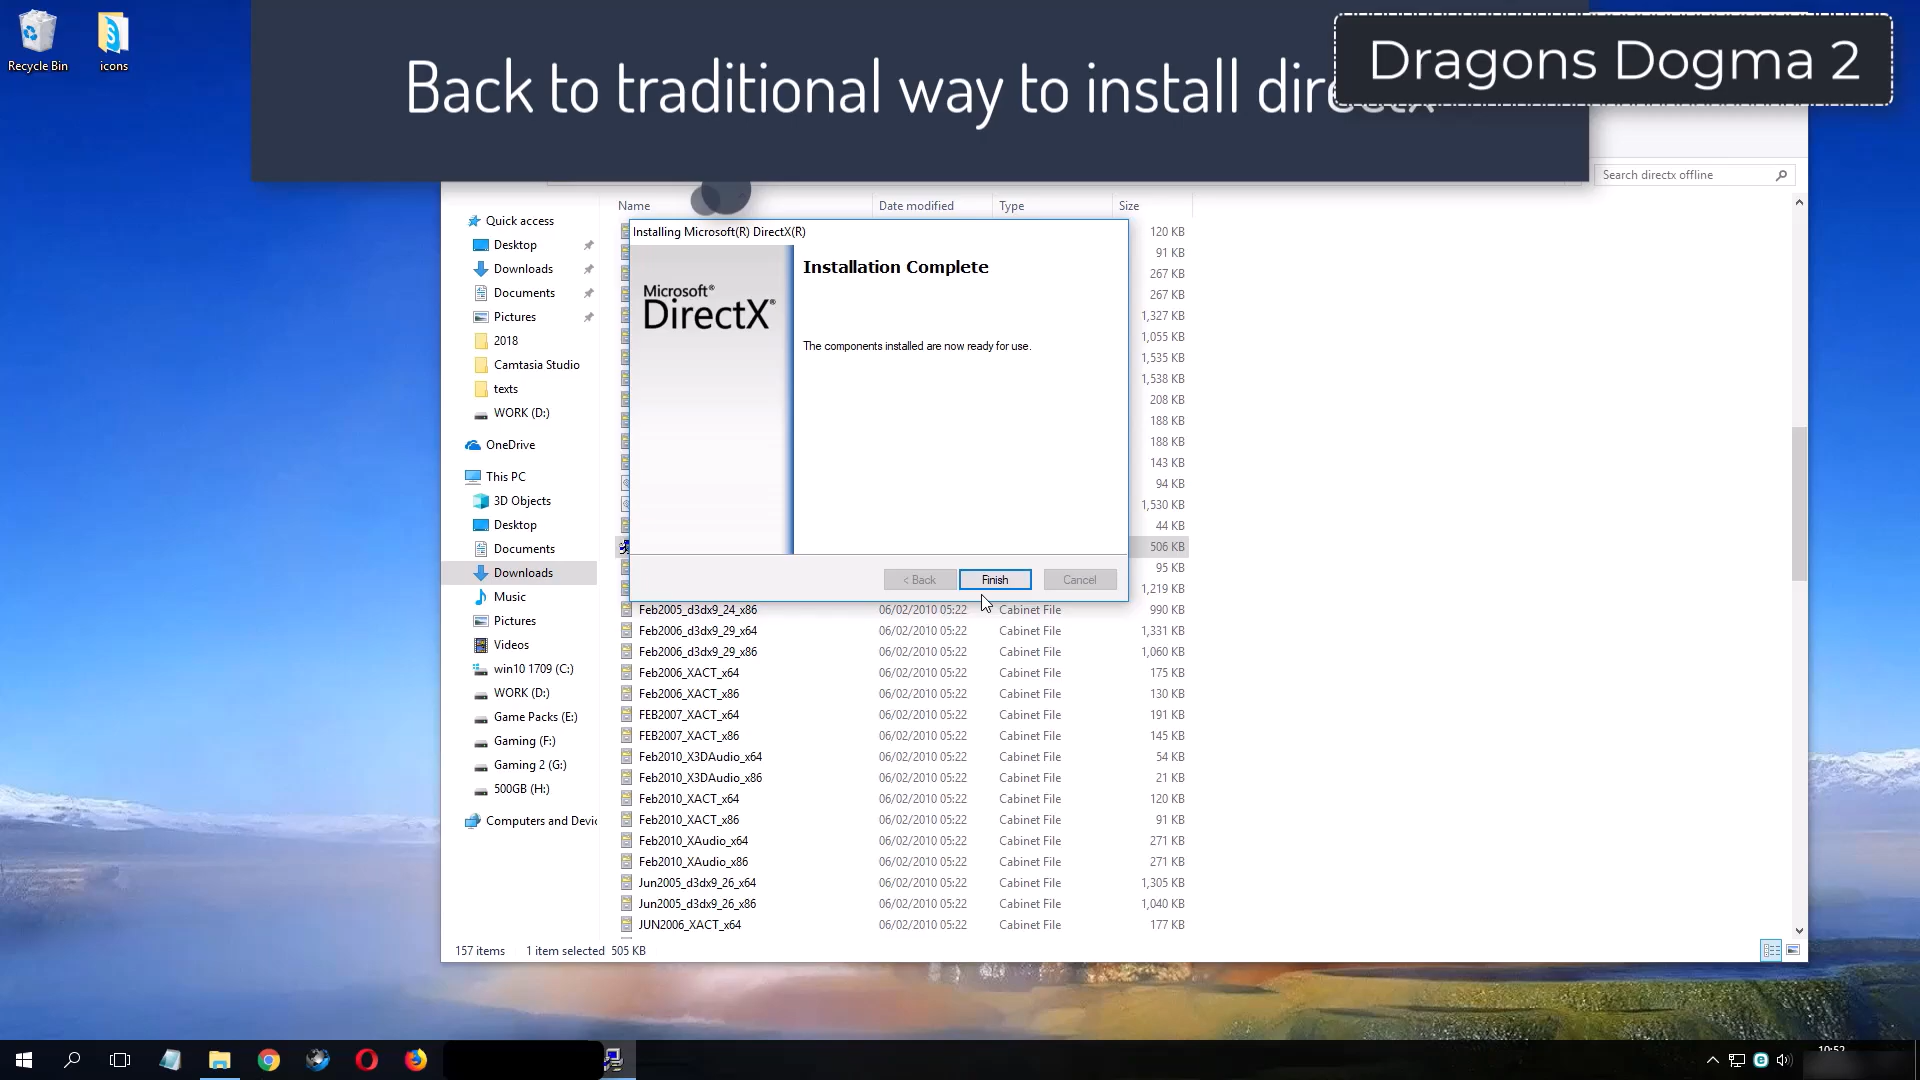 Recycle Bin
icons
Back to traditional way to install
Dragons Dogma 2
Search directx offline
Name
Date modified
Type
Size
Quick access
Desktop
Downloads
Documents
Pictures
2018
Camtasia Studio
texts
WORK (D:)
OneDrive
This PC
3D Objects
Desktop
Documents
Downloads
Music
Pictures
Videos
win10 1709 (C:)
WORK (D:)
Game Packs (E:)
Gaming (F:)
Gaming 2 (G:)
500GB (H:)
Computers and Devic
Installing Microsoft(R) DirectX(R)
Microsoft®
DirectX®
Installation Complete
The components installed are now ready for use.
< Back
Finish
Cancel
120 KB
91 KB
267 KB
267 KB
1,327 KB
1,055 KB
1,535 KB
1,538 KB
208 KB
188 KB
188 KB
143 KB
94 KB
1,530 KB
44 KB
506 KB
95 KB
1,219 KB
Feb2005_d3dx9_24_x86 06/02/2010 05:22 Cabinet File 990 KB
Feb2006_d3dx9_29_x64 06/02/2010 05:22 Cabinet File 1,331 KB
Feb2006_d3dx9_29_x86 06/02/2010 05:22 Cabinet File 1,060 KB
Feb2006_XACT_x64 06/02/2010 05:22 Cabinet File 175 KB
Feb2006_XACT_x86 06/02/2010 05:22 Cabinet File 130 KB
FEB2007_XACT_x64 06/02/2010 05:22 Cabinet File 191 KB
FEB2007_XACT_x86 06/02/2010 05:22 Cabinet File 145 KB
Feb2010_X3DAudio_x64 06/02/2010 05:22 Cabinet File 54 KB
Feb2010_X3DAudio_x86 06/02/2010 05:22 Cabinet File 21 KB
Feb2010_XACT_x64 06/02/2010 05:22 Cabinet File 120 KB
Feb2010_XACT_x86 06/02/2010 05:22 Cabinet File 91 KB
Feb2010_XAudio_x64 06/02/2010 05:22 Cabinet File 271 KB
Feb2010_XAudio_x86 06/02/2010 05:22 Cabinet File 271 KB
Jun2005_d3dx9_26_x64 06/02/2010 05:22 Cabinet File 1,305 KB
Jun2005_d3dx9_26_x86 06/02/2010 05:22 Cabinet File 1,040 KB
JUN2006_XACT_x64 06/02/2010 05:22 Cabinet File 177 KB
157 items 1 item selected 505 KB